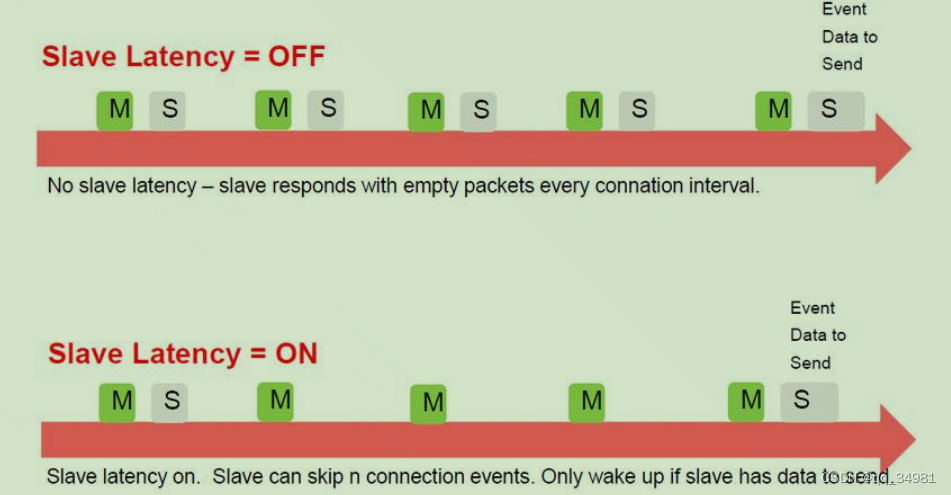 Event
Data to
Send
Slave Latency = OFF
M S M S M S M S M S
No slave latency – slave responds with empty packets every connation interval.
Event
Data to
Send
Slave Latency = ON
M S M M M M S
Slave latency on. Slave can skip n connection events. Only wake up if slave has data to send.